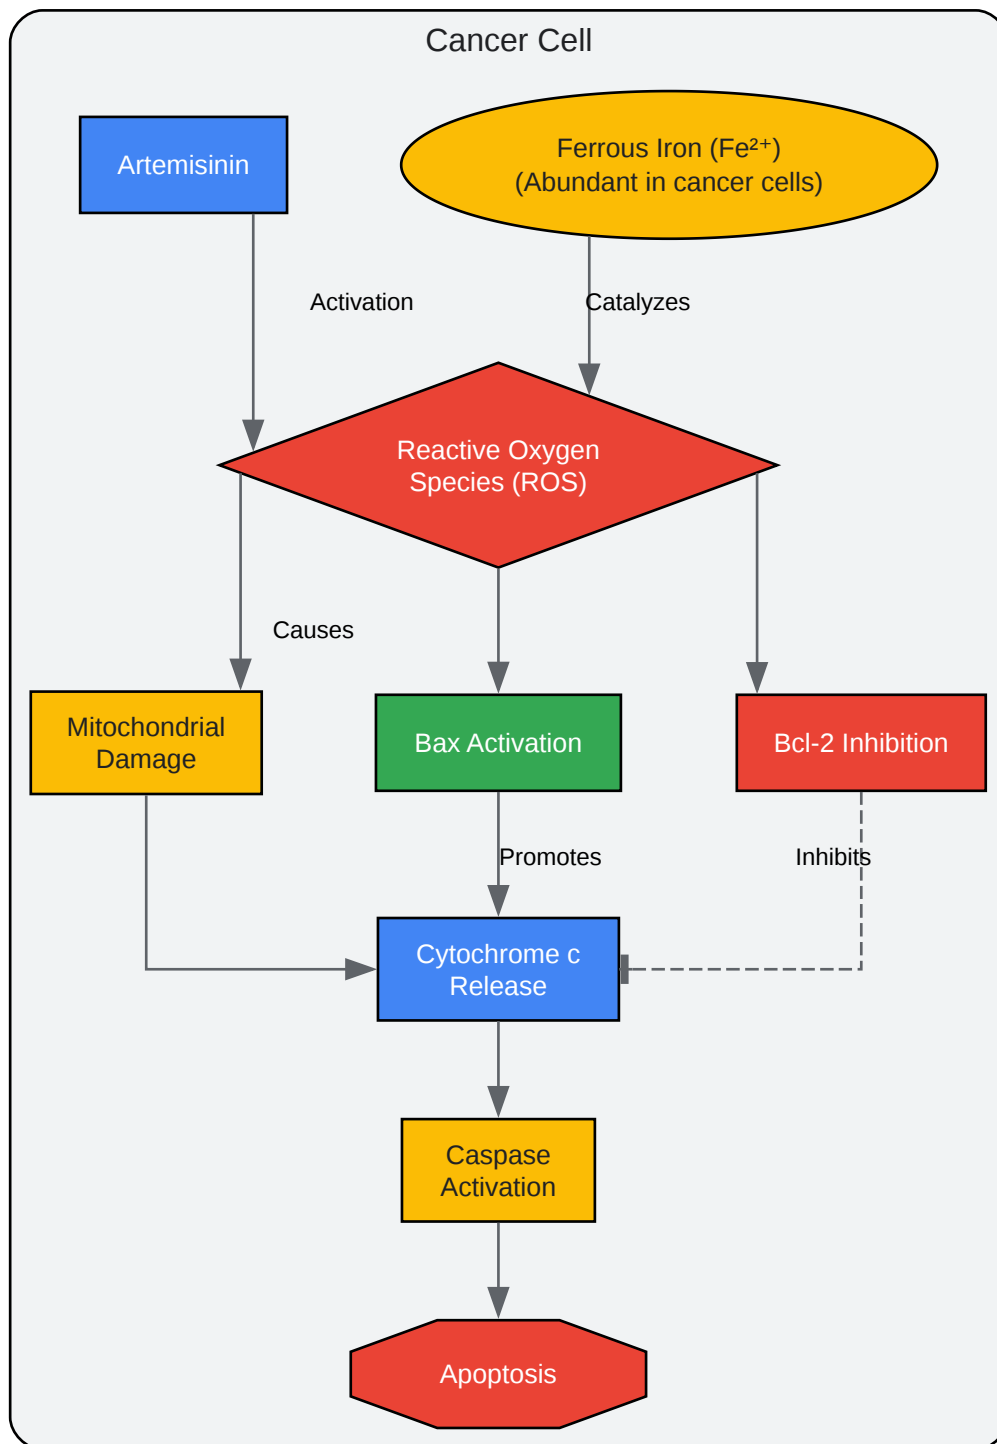 Cancer Cell
Artemisinin
Ferrous Iron (Fe²⁺)
(Abundant in cancer cells)
Activation
Catalyzes
Reactive Oxygen
Species (ROS)
Causes
Mitochondrial
Damage
Bax Activation
Bcl-2 Inhibition
Promotes
Inhibits
Cytochrome c
Release
Caspase
Activation
Apoptosis